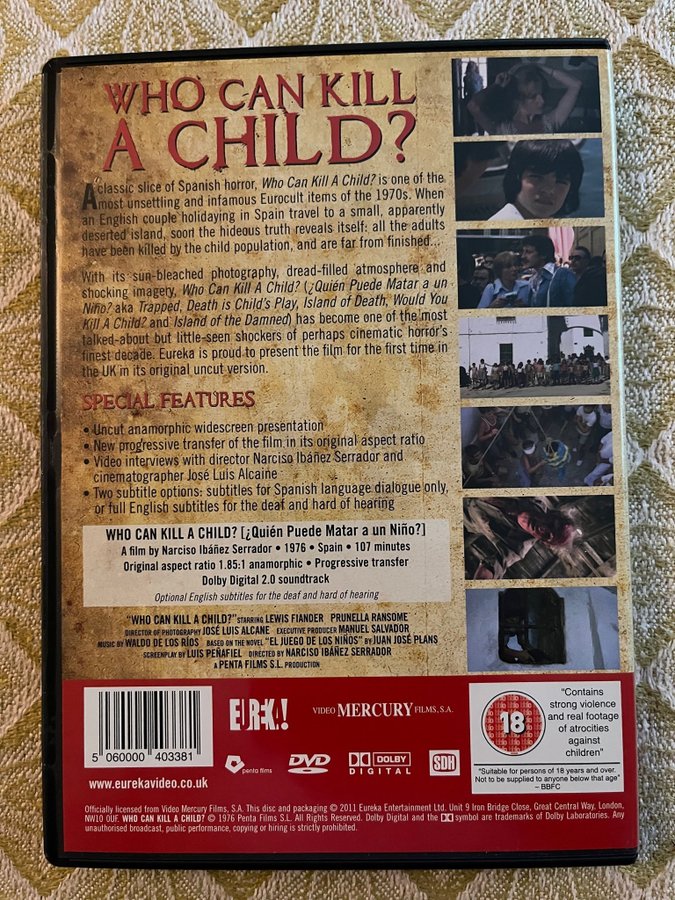 WHO CAN KILL
A CHILD?
A classic slice of Spanish horror, Who Can Kill A Child? is one of the
most unsettling and infamous Eurocult items of the 1970s. When
an English couple holidaying in Spain travel to a small, apparently
deserted island, soon the hideous truth reveals itself: all the adults
have been killed by the child population, and are far from finished...
With its sun-bleached photography, dread-filled atmosphere and
shocking imagery, Who Can Kill A Child? (¿Quién Puede Matar a un
Niño? aka Trapped, Death is Child's Play, Island of Death, Would You
Kill A Child? and Island of the Damned) has become one of the most
talked-about but little-seen shockers of perhaps cinematic horror's
finest decade. Eureka is proud to present the film for the first time in
the UK in its original uncut version.
SPECIAL FEATURES
• Uncut anamorphic widescreen presentation
• New progressive transfer of the film in its original aspect ratio
• Video interviews with director Narciso Ibáñez Serrador and
cinematographer José Luis Alcaine
• Two subtitle options: subtitles for Spanish language dialogue only,
or full English subtitles for the deaf and hard of hearing
WHO CAN KILL A CHILD? [¿Quién Puede Matar a un Niño?]
A film by Narciso Ibáñez Serrador • 1976 • Spain • 107 minutes
Original aspect ratio 1.85:1 anamorphic • Progressive transfer
Dolby Digital 2.0 soundtrack
Optional English subtitles for the deaf and hard of hearing
"WHO CAN KILL A CHILD?" STARRING LEWIS FIANDER PRUNELLA RANSOME
DIRECTOR OF PHOTOGRAPHY JOSÉ LUIS ALCANE EXECUTIVE PRODUCER MANUEL SALVADOR
MUSIC BY WALDO DE LOS RÍOS BASED ON THE NOVEL "EL JUEGO DE LOS NIÑOS" BY JUAN JOSÉ PLANS
SCREENPLAY BY LUIS PEÑAFIEL DIRECTED BY NARCISO IBÁÑEZ SERRADOR
A PENTA FILMS S.L. PRODUCTION
5 060000 403381
www.eurekavideo.co.uk
EUREKA!
VIDEO MERCURY FILMS, S.A.
penta films
DVD
DOLBY
DIGITAL
SDH
18
"Contains
strong violence
and real footage
of atrocities
against
children"
"Suitable for persons of 18 years and over.
Not to be supplied to anyone below that age"
– BBFC
Officially licensed from Video Mercury Films, S.A. This disc and packaging © 2011 Eureka Entertainment Ltd. Unit 9 Iron Bridge Close, Great Central Way, London,
NW10 0UF. WHO CAN KILL A CHILD? © 1976 Penta Films S.L. All Rights Reserved. Dolby Digital and the symbol are trademarks of Dolby Laboratories. Any
unauthorised broadcast, public performance, copying or hiring is strictly prohibited.